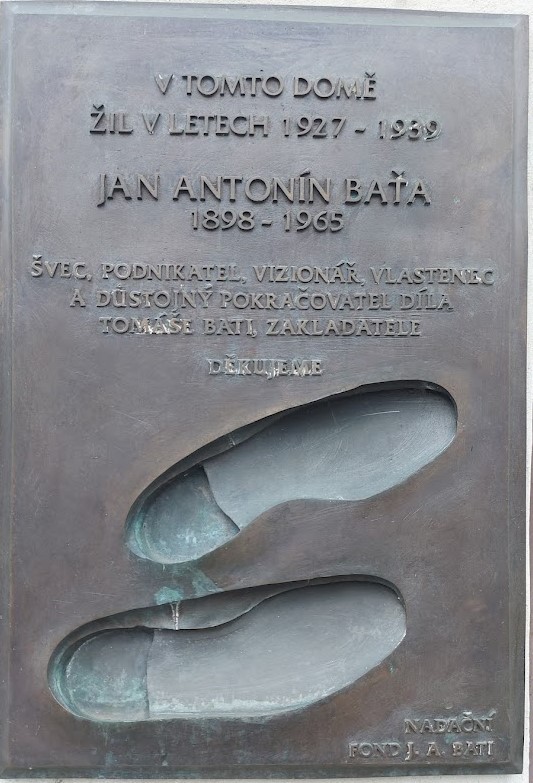 V TOMTO DOMĚ
ŽIL V LETECH 1927 - 1939
JAN ANTONÍN BAŤA
1898 - 1965
ŠVEC, PODNIKATEL, VIZIONÁŘ, VLASTENEC
A DŮSTOJNÝ POKRAČOVATEL DÍLA
TOMÁŠE BATI, ZAKLADATELE
DĚKUJEME
NADAČNÍ
FOND J. A. BATI